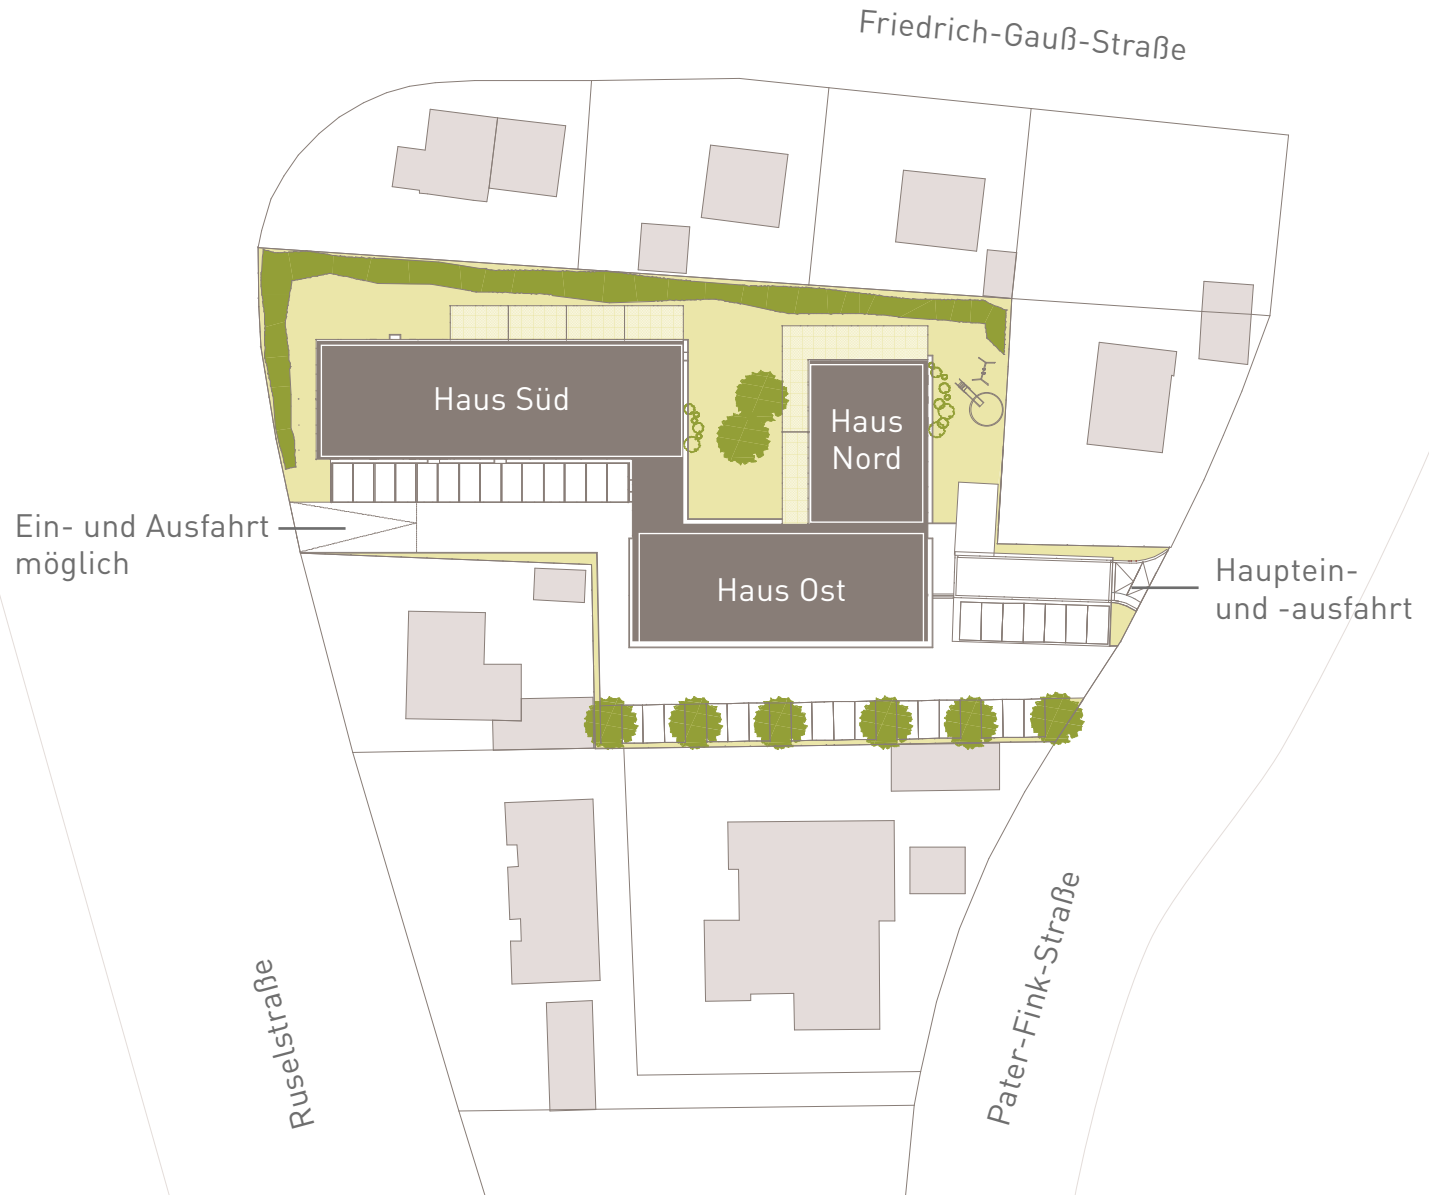 Friedrich-Gauß-Straße
Haus Süd
Haus
Nord
Ein- und Ausfahrt
möglich
Haus Ost
Hauptein-
und -ausfahrt
Ruselstraße
Pater-Fink-Straße